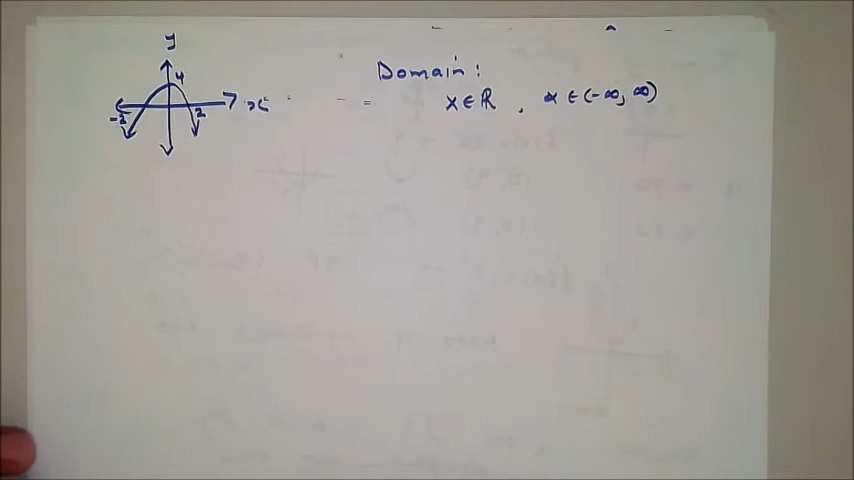 y
4
Domain :
x
-2
2
x ∈ ℝ , x ∈ (-∞, ∞)